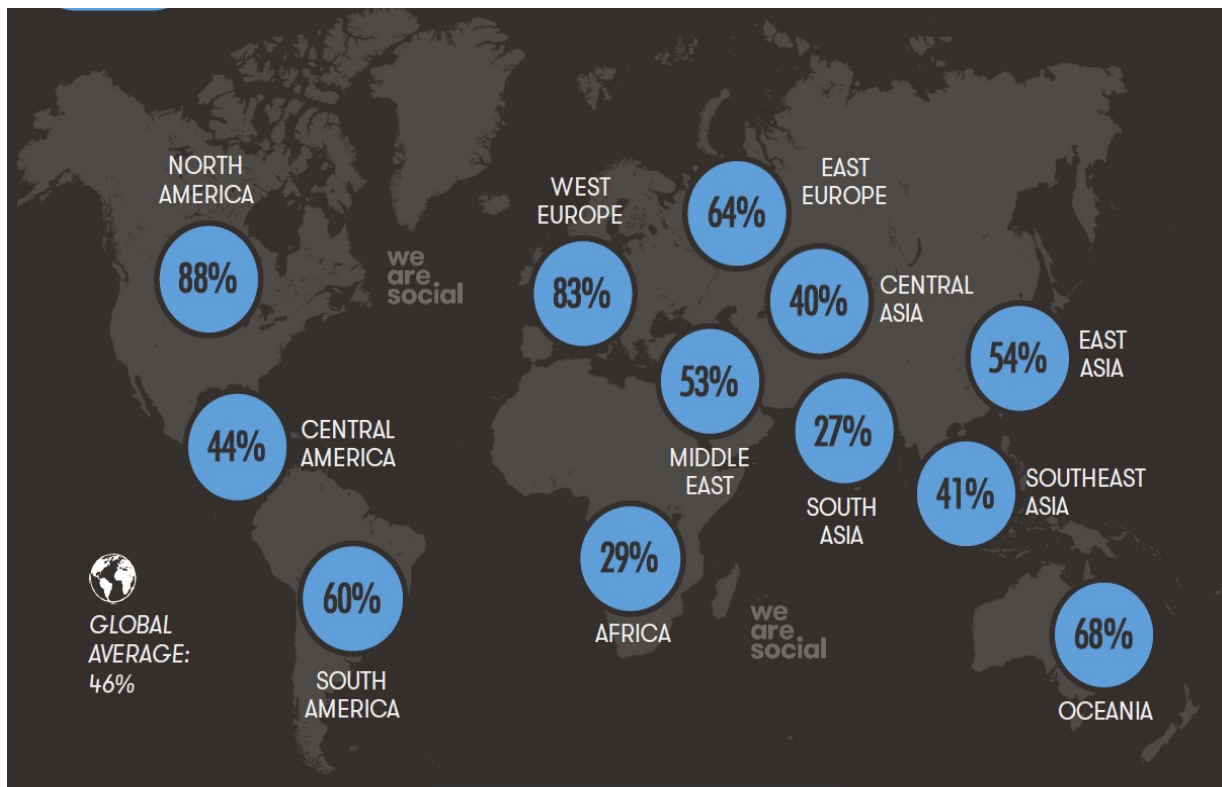 NORTH
AMERICA
88%
WEST
EUROPE
83%
EAST
EUROPE
64%
CENTRAL
ASIA
40%
EAST
ASIA
54%
we
are
social
CENTRAL
AMERICA
44%
53%
MIDDLE
EAST
27%
SOUTH
ASIA
41%
SOUTHEAST
ASIA
29%
AFRICA
60%
SOUTH
AMERICA
GLOBAL
AVERAGE:
46%
we
are
social
68%
OCEANIA